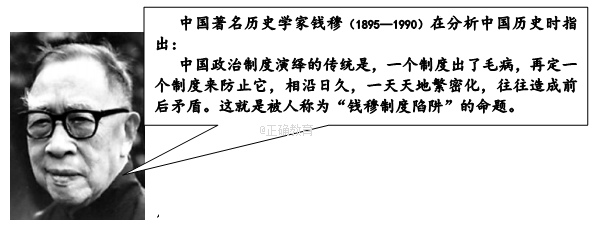 中国著名历史学家钱穆(1895—1990)在分析中国历史时指
出：
中国政治制度演绎的传统是，一个制度出了毛病，再定一
个制度来防止它，相沿日久，一天天地繁密化，往往造成前
后矛盾。这就是被人称为“钱穆制度陷阱”的命题。
@正确教育